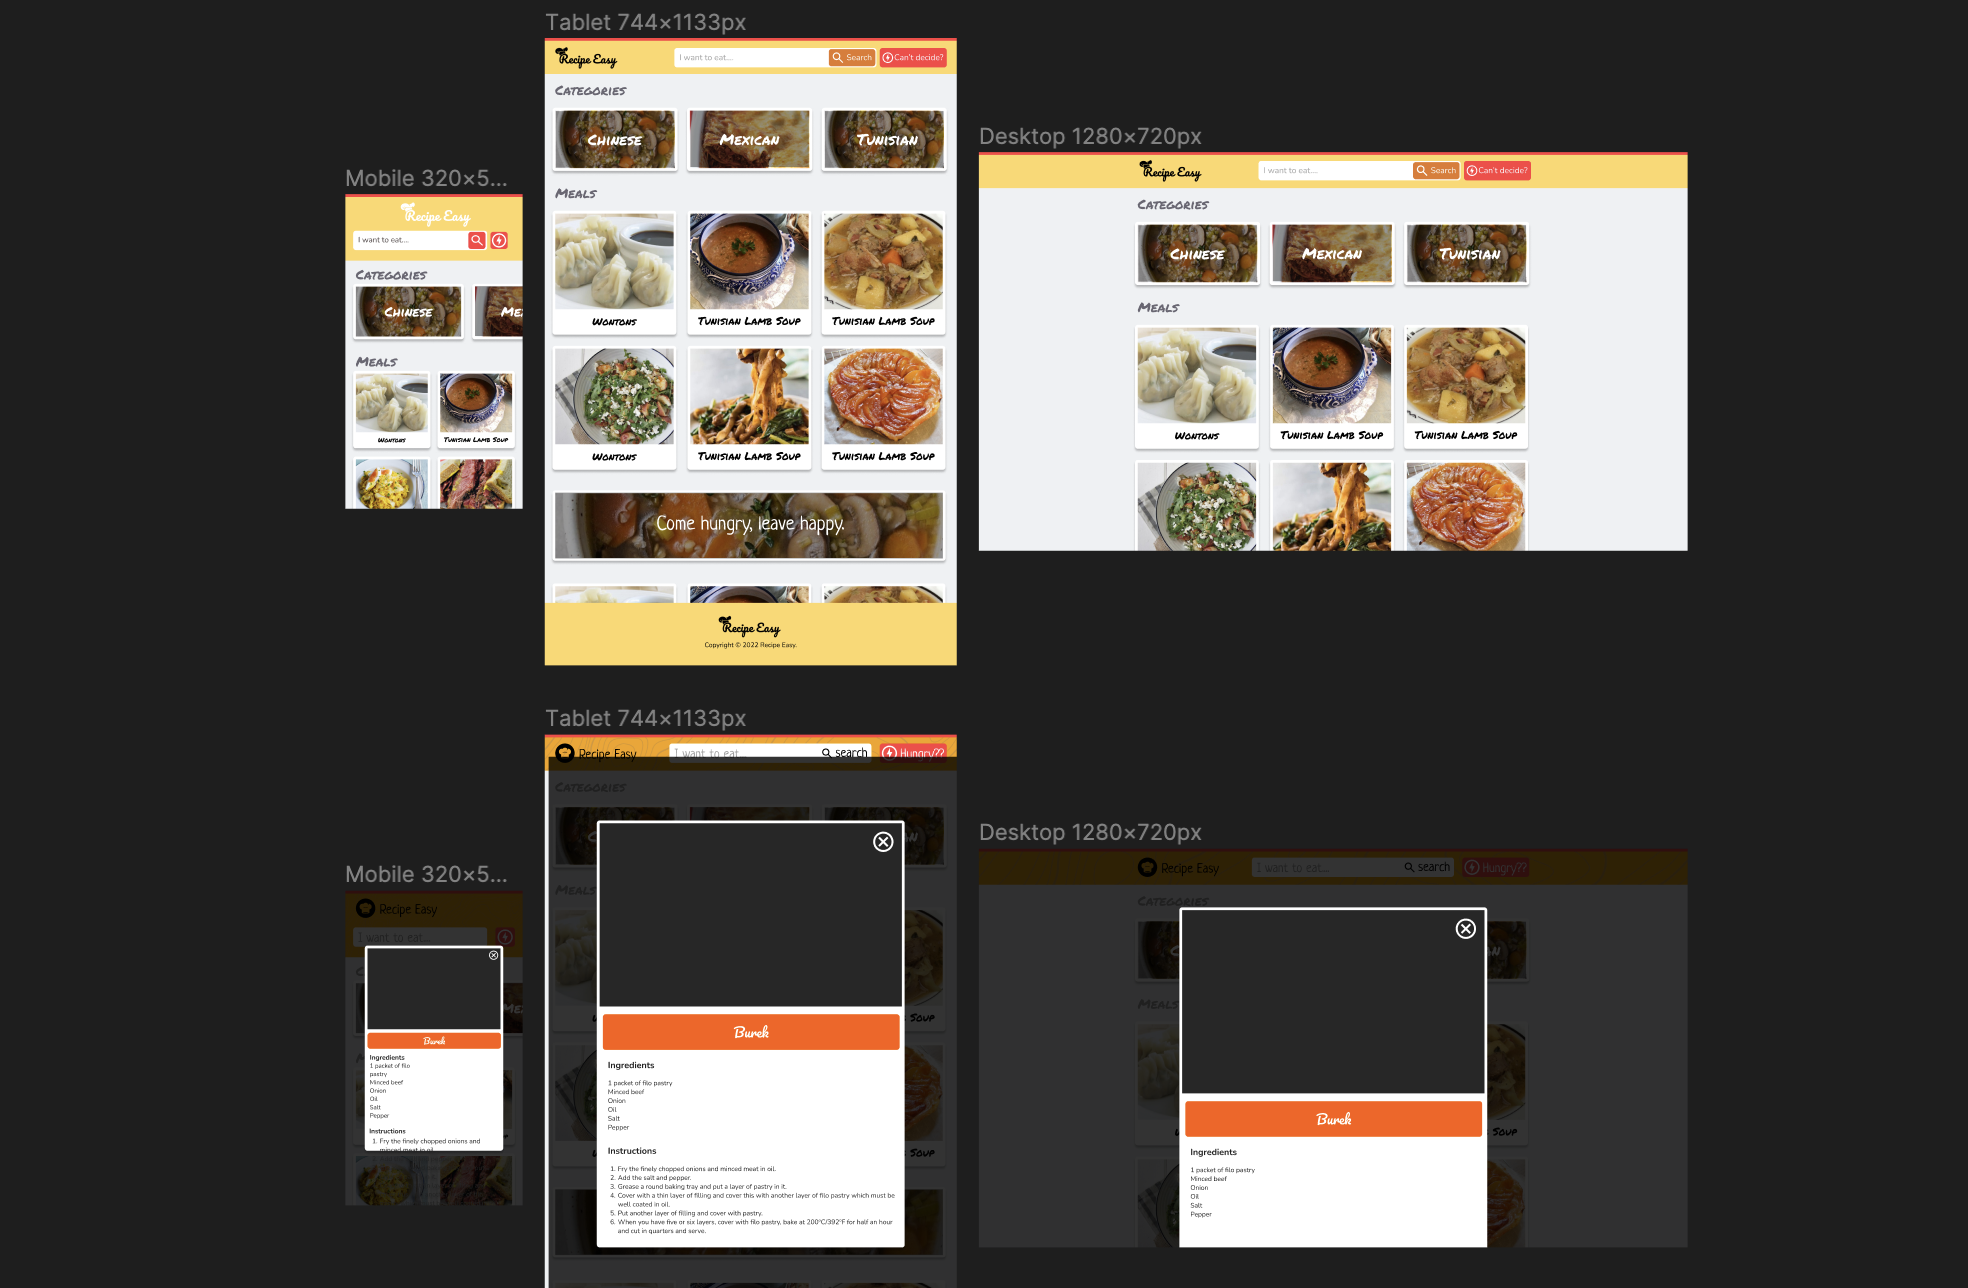 Tablet 744×1133px
Recipe Easy
I want to eat...
Search
Can't decide?
Categories
Chinese
Mexican
Tunisian
Meals
Wontons
Tunisian Lamb Soup
Tunisian Lamb Soup
Wontons
Tunisian Lamb Soup
Tunisian Lamb Soup
Come hungry, leave happy.
Recipe Easy
Copyright © 2022 Recipe Easy.
Desktop 1280×720px
Recipe Easy
I want to eat...
Search
Can't decide?
Categories
Chinese
Mexican
Tunisian
Meals
Wontons
Tunisian Lamb Soup
Tunisian Lamb Soup
Mobile 320×5...
Recipe Easy
I want to eat...
Categories
Chinese
Me
Meals
Wontons
Tunisian Lamb Soup
Tablet 744×1133px
Recipe Easy
I want to eat...
search
Hungry??
Categories
C
AN
Meals
Soup
Soup
Burek
Ingredients
1 packet of filo pastry
Minced beef
Onion
Oil
Salt
Pepper
Instructions
1. Fry the finely chopped onions and minced meat in oil.
2. Add the salt and pepper.
3. Grease a round baking tray and put a layer of pastry in it.
4. Cover with a thin layer of filling and cover this with another layer of filo pastry which must be
well coated in oil.
5. Put another layer of filling and cover with pastry.
6. When you have five or six layers, cover with filo pastry, bake at 200°C/392°F for half an hour
and cut in quarters and serve.
Desktop 1280×720px
Recipe Easy
I want to eat...
search
Hungry??
Categories
C
AN
Meals
Soup
Burek
Ingredients
1 packet of filo pastry
Minced beef
Onion
Oil
Salt
Pepper
Mobile 320×5...
Recipe Easy
I want to eat...
Me
Burek
Ingredients
1 packet of filo
pastry
Minced beef
Onion
Oil
Salt
Pepper
Instructions
1. Fry the finely chopped onions and
minced meat in oil.